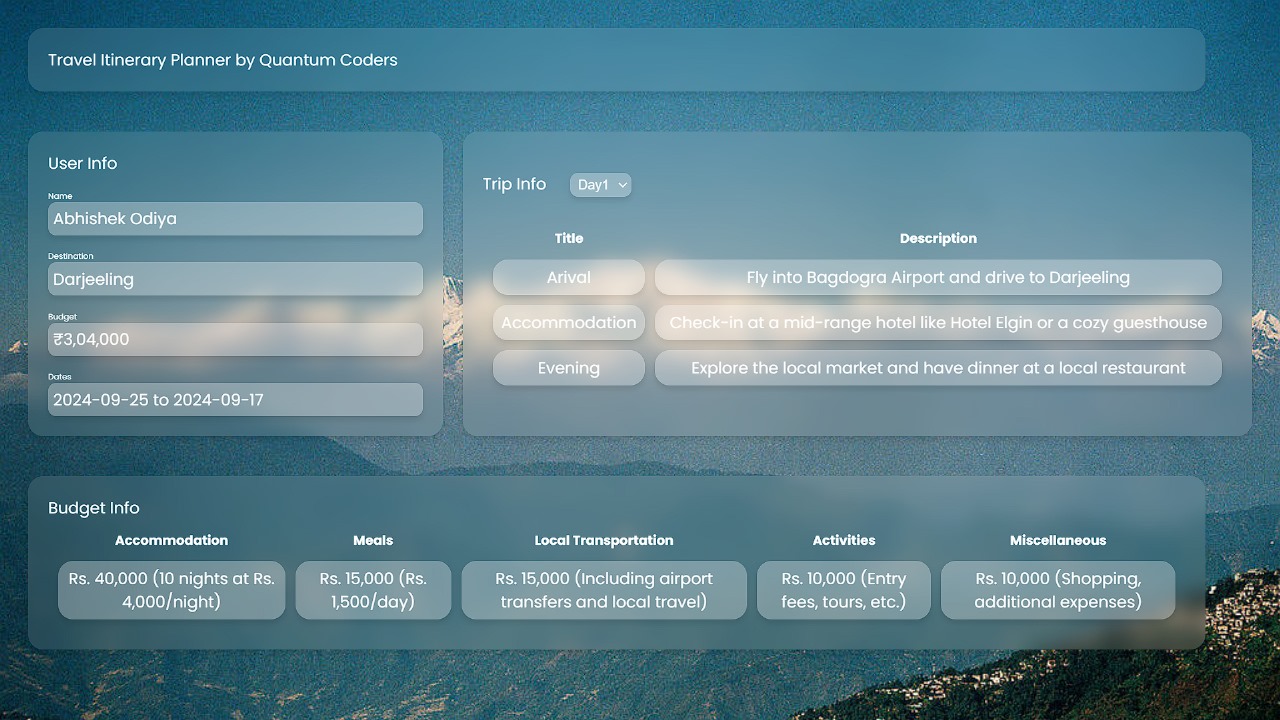 Travel Itinerary Planner by Quantum Coders
User Info
Name
Abhishek Odiya
Destination
Darjeeling
Budget
₹3,04,000
Dates
2024-09-25 to 2024-09-17
Trip Info
Day1
Title Description
Arival Fly into Bagdogra Airport and drive to Darjeeling
Accommodation Check-in at a mid-range hotel like Hotel Elgin or a cozy guesthouse
Evening Explore the local market and have dinner at a local restaurant
Budget Info
Accommodation Meals Local Transportation Activities Miscellaneous
Rs. 40,000 (10 nights at Rs.
4,000/night)
Rs. 15,000 (Rs.
1,500/day)
Rs. 15,000 (Including airport
transfers and local travel)
Rs. 10,000 (Entry
fees, tours, etc.)
Rs. 10,000 (Shopping,
additional expenses)